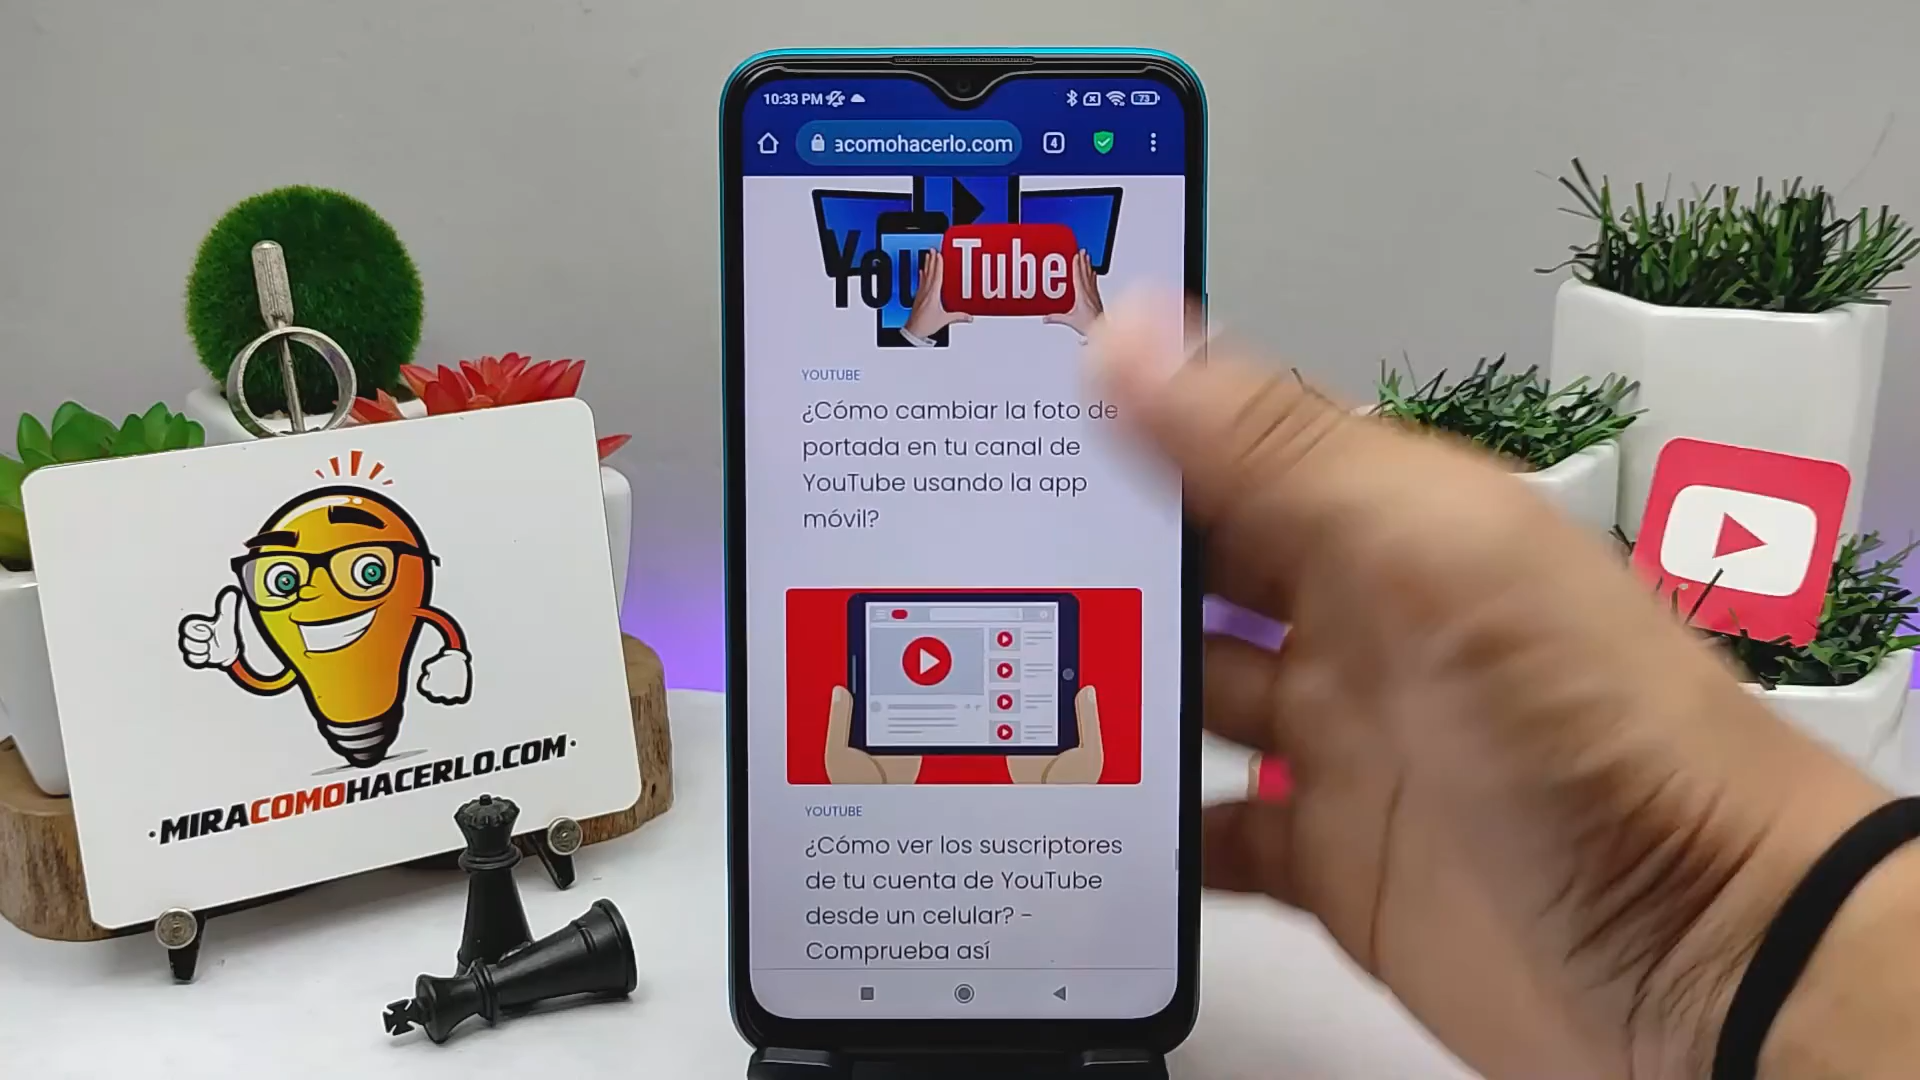 10:33 PM
73
acomohacerlo.com
4
YouTube
YOUTUBE
¿Cómo cambiar la foto de
portada en tu canal de
YouTube usando la app
móvil?
YOUTUBE
¿Cómo ver los suscriptores
de tu cuenta de YouTube
desde un celular? -
Comprueba así
·MIRACOMOHACERLO.COM·